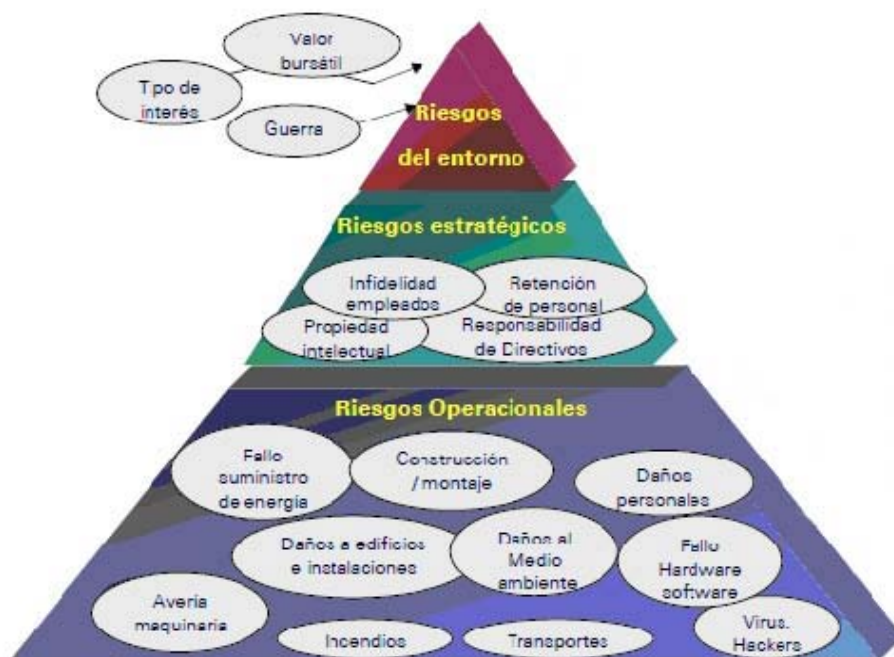 Valor
bursátil
Tipo de
interés
Guerra
Riesgos
del entorno
Riesgos estratégicos
Infidelidad
empleados
Retención
de personal
Propiedad
intelectual
Responsabilidad
de Directivos
Riesgos Operacionales
Fallo
suministro
de energía
Construcción
/montaje
Daños
personales
Daños a edificios
e instalaciones
Daños al
Medio
ambiente
Fallo
Hardware
software
Avería
maquinaria
Incendios
Transportes
Virus.
Hackers